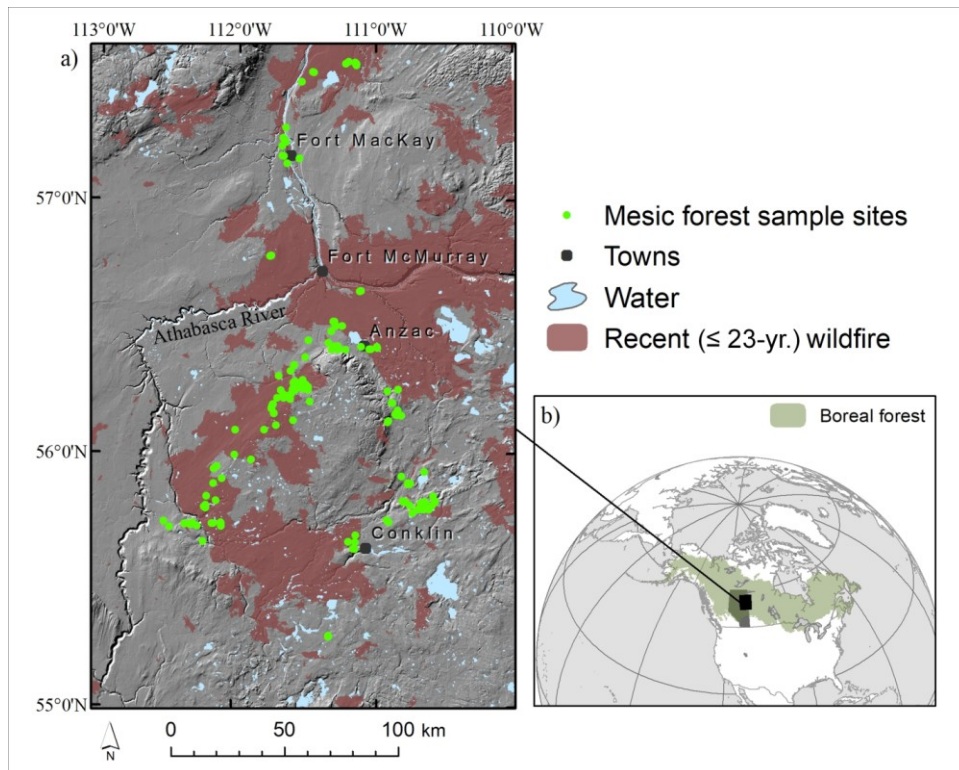 113°0'W 112°0'W 111°0'W 110°0'W
a)
Fort MacKay
57°0'N
Fort McMurray
Athabasca River
Anzac
56°0'N
Conklin
55°0'N
N
0 50 100 km
Mesic forest sample sites
Towns
Water
Recent (≤ 23-yr.) wildfire
b)
Boreal forest